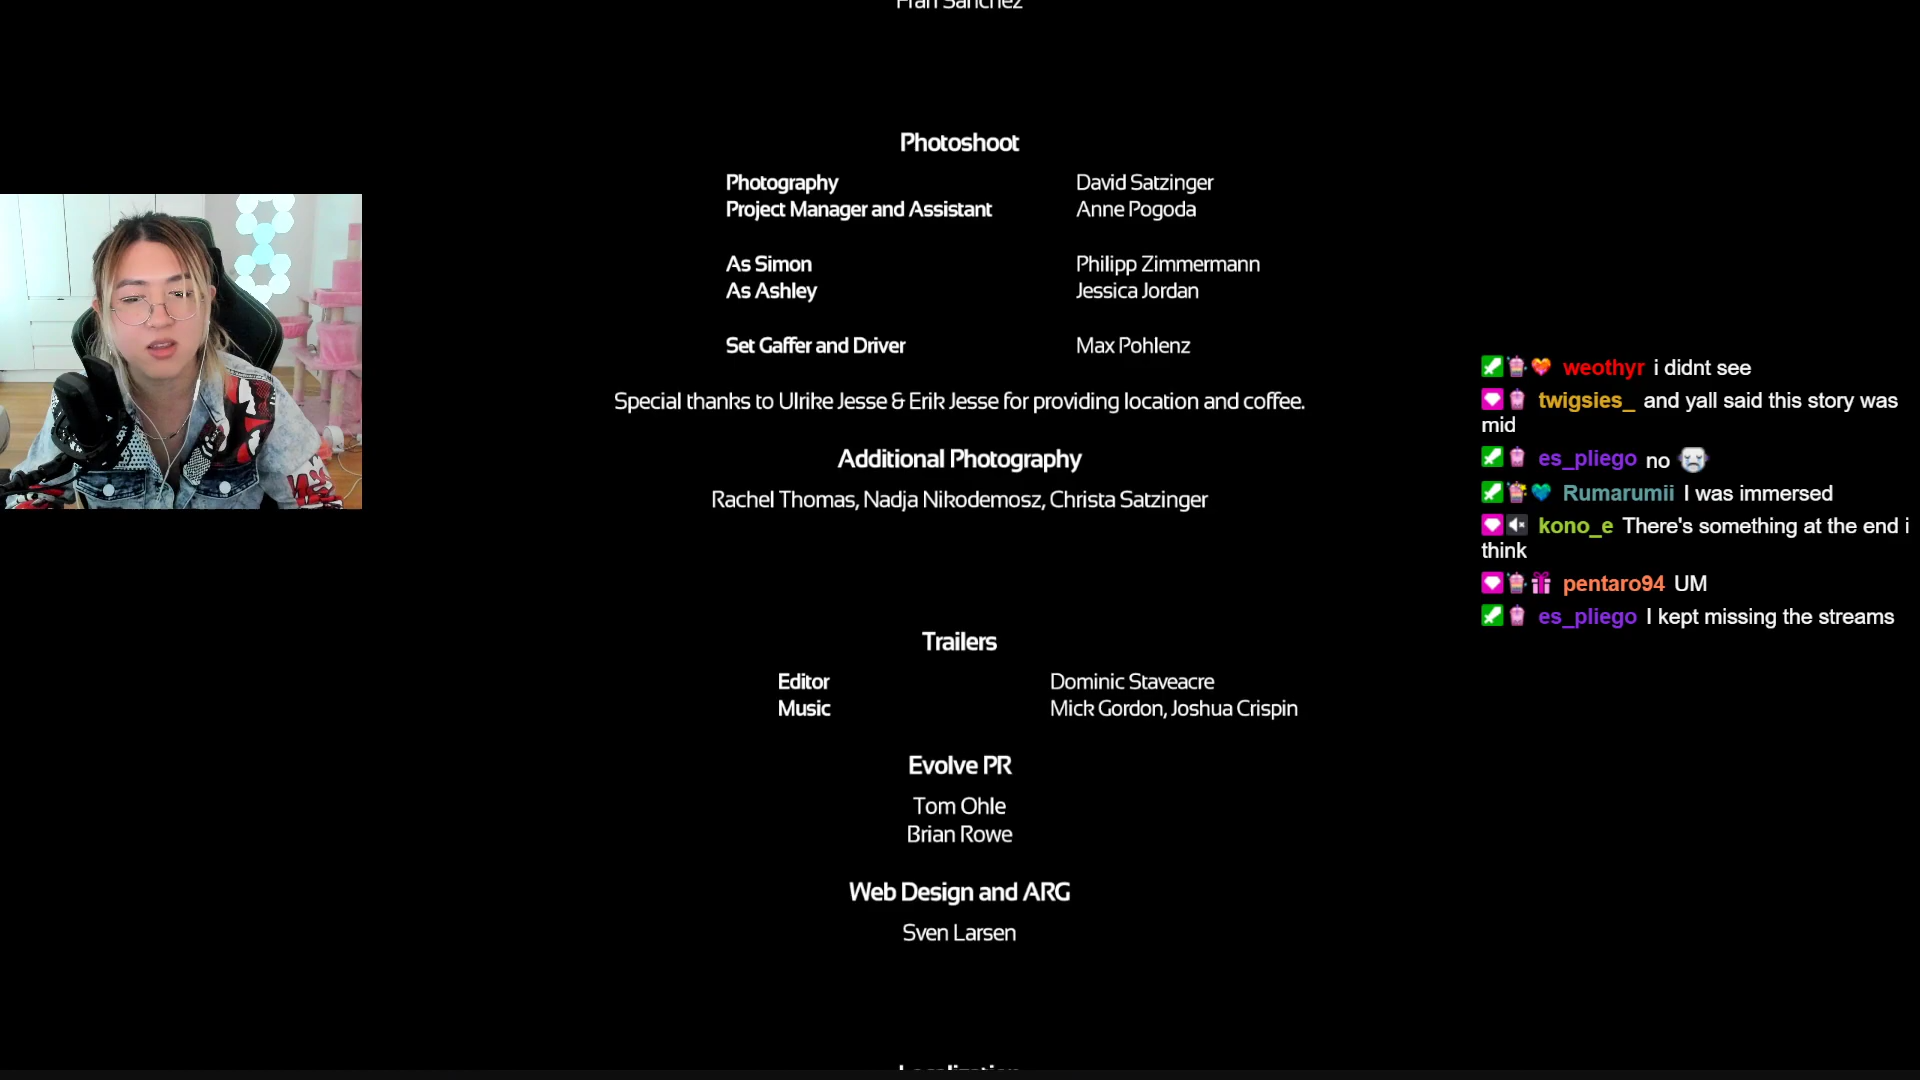 Fran Sanchez
Photoshoot
Photography David Satzinger
Project Manager and Assistant Anne Pogoda
As Simon Philipp Zimmermann
As Ashley Jessica Jordan
Set Gaffer and Driver Max Pohlenz
Special thanks to Ulrike Jesse & Erik Jesse for providing location and coffee.
Additional Photography
Rachel Thomas, Nadja Nikodemosz, Christa Satzinger
Trailers
Editor Dominic Staveacre
Music Mick Gordon, Joshua Crispin
Evolve PR
Tom Ohle
Brian Rowe
Web Design and ARG
Sven Larsen
Localization
weothyr i didnt see
twigsies_ and yall said this story was
mid
es_pliego no
Rumarumii I was immersed
kono_e There's something at the end i
think
pentaro94 UM
es_pliego I kept missing the streams